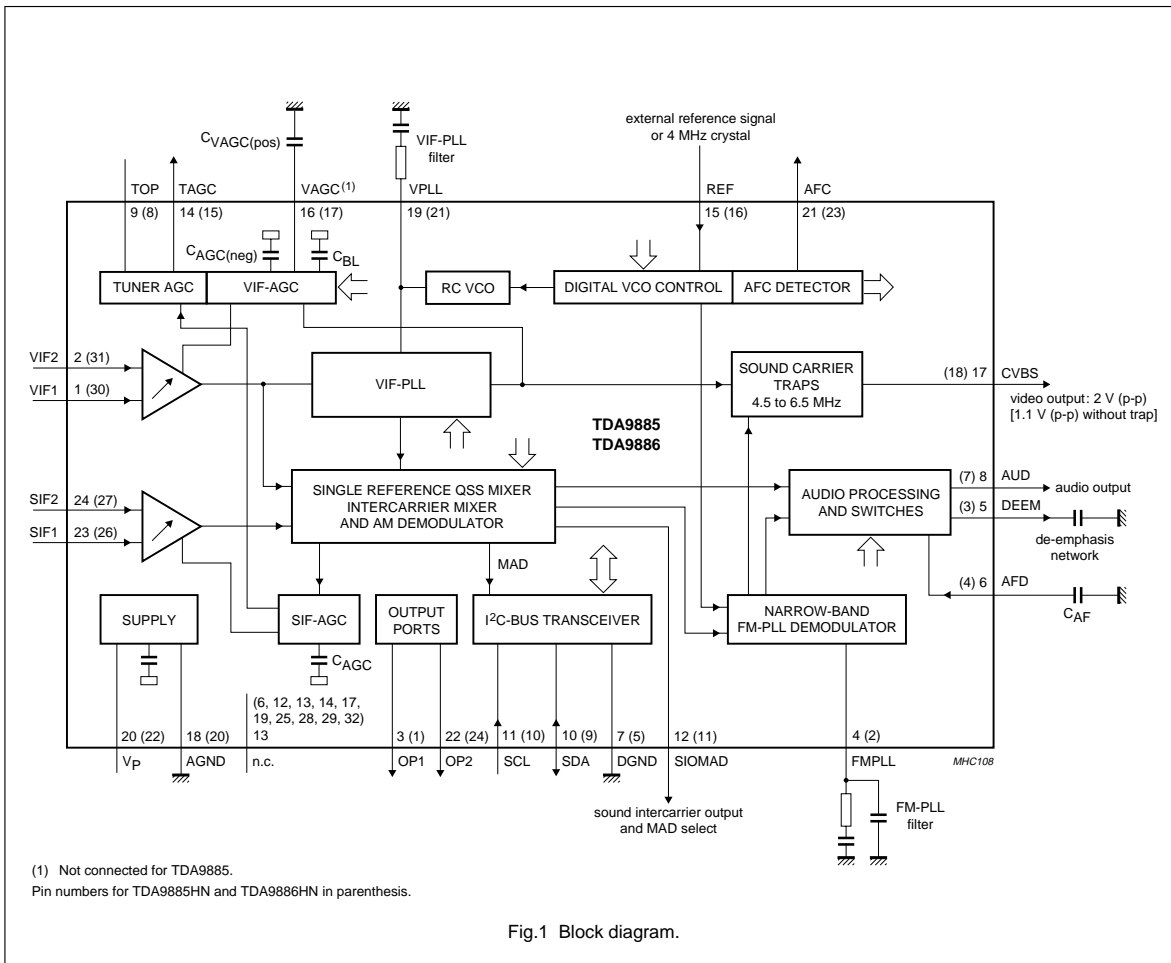 external reference signal
or 4 MHz crystal
CVAGC(pos)
VIF-PLL
filter
TOP
TAGC
VAGC (1)
VPLL
REF
AFC
9 (8)
14 (15)
16 (17)
19 (21)
15 (16)
21 (23)
CAGC(neg)
CBL
TUNER AGC
VIF-AGC
RC VCO
DIGITAL VCO CONTROL
AFC DETECTOR
VIF2
2 (31)
VIF1
1 (30)
VIF-PLL
SOUND CARRIER
TRAPS
4.5 to 6.5 MHz
(18) 17
CVBS
video output: 2 V (p-p)
[1.1 V (p-p) without trap]
TDA9885
TDA9886
SIF2
24 (27)
SIF1
23 (26)
SINGLE REFERENCE QSS MIXER
INTERCARRIER MIXER
AND AM DEMODULATOR
AUDIO PROCESSING
AND SWITCHES
(7) 8
AUD
audio output
(3) 5
DEEM
de-emphasis
network
(4) 6
AFD
CAF
MAD
SUPPLY
SIF-AGC
OUTPUT
PORTS
I2C-BUS TRANSCEIVER
NARROW-BAND
FM-PLL DEMODULATOR
CAGC
(6, 12, 13, 14, 17,
19, 25, 28, 29, 32)
20 (22)
18 (20)
13
3 (1)
22 (24)
11 (10)
10 (9)
7 (5)
12 (11)
4 (2)
VP
AGND
n.c.
OP1
OP2
SCL
SDA
DGND
SIOMAD
FMPLL
MHC108
sound intercarrier output
and MAD select
FM-PLL
filter
(1) Not connected for TDA9885.
Pin numbers for TDA9885HN and TDA9886HN in parenthesis.
Fig.1 Block diagram.